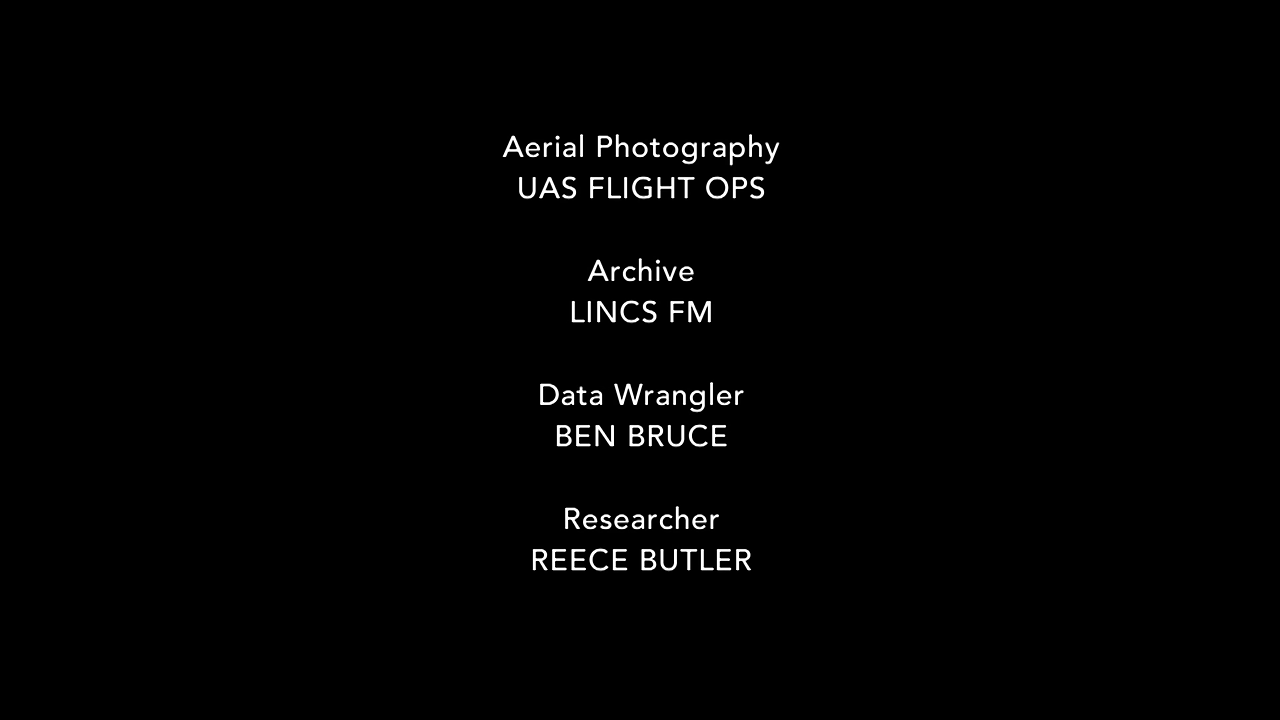 Aerial Photography
UAS FLIGHT OPS
Archive
LINCS FM
Data Wrangler
BEN BRUCE
Researcher
REECE BUTLER